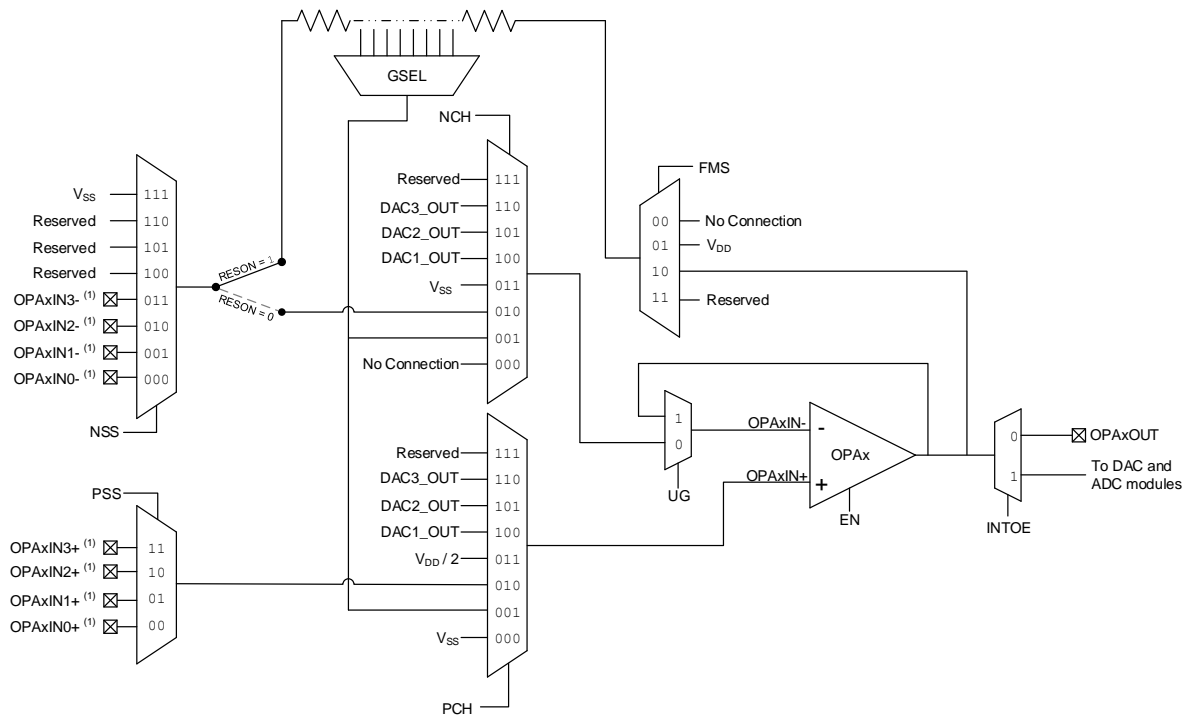 GSEL
NCH
Reserved 111
DAC3_OUT 110
DAC2_OUT 101
DAC1_OUT 100
VSS 011
010
001
No Connection 000
FMS
00 No Connection
01 VDD
10
11 Reserved
VSS 111
Reserved 110
Reserved 101
Reserved 100
OPAxIN3- (1) 011
OPAxIN2- (1) 010
OPAxIN1- (1) 001
OPAxIN0- (1) 000
NSS
RESON = 1
RESON = 0
PSS
OPAxIN3+ (1) 11
OPAxIN2+ (1) 10
OPAxIN1+ (1) 01
OPAxIN0+ (1) 00
Reserved 111
DAC3_OUT 110
DAC2_OUT 101
DAC1_OUT 100
VDD / 2 011
010
001
VSS 000
PCH
1
0
UG
OPAxIN-
OPAxIN+
-
+
OPAx
EN
0 OPAxOUT
1 To DAC and
ADC modules
INTOE